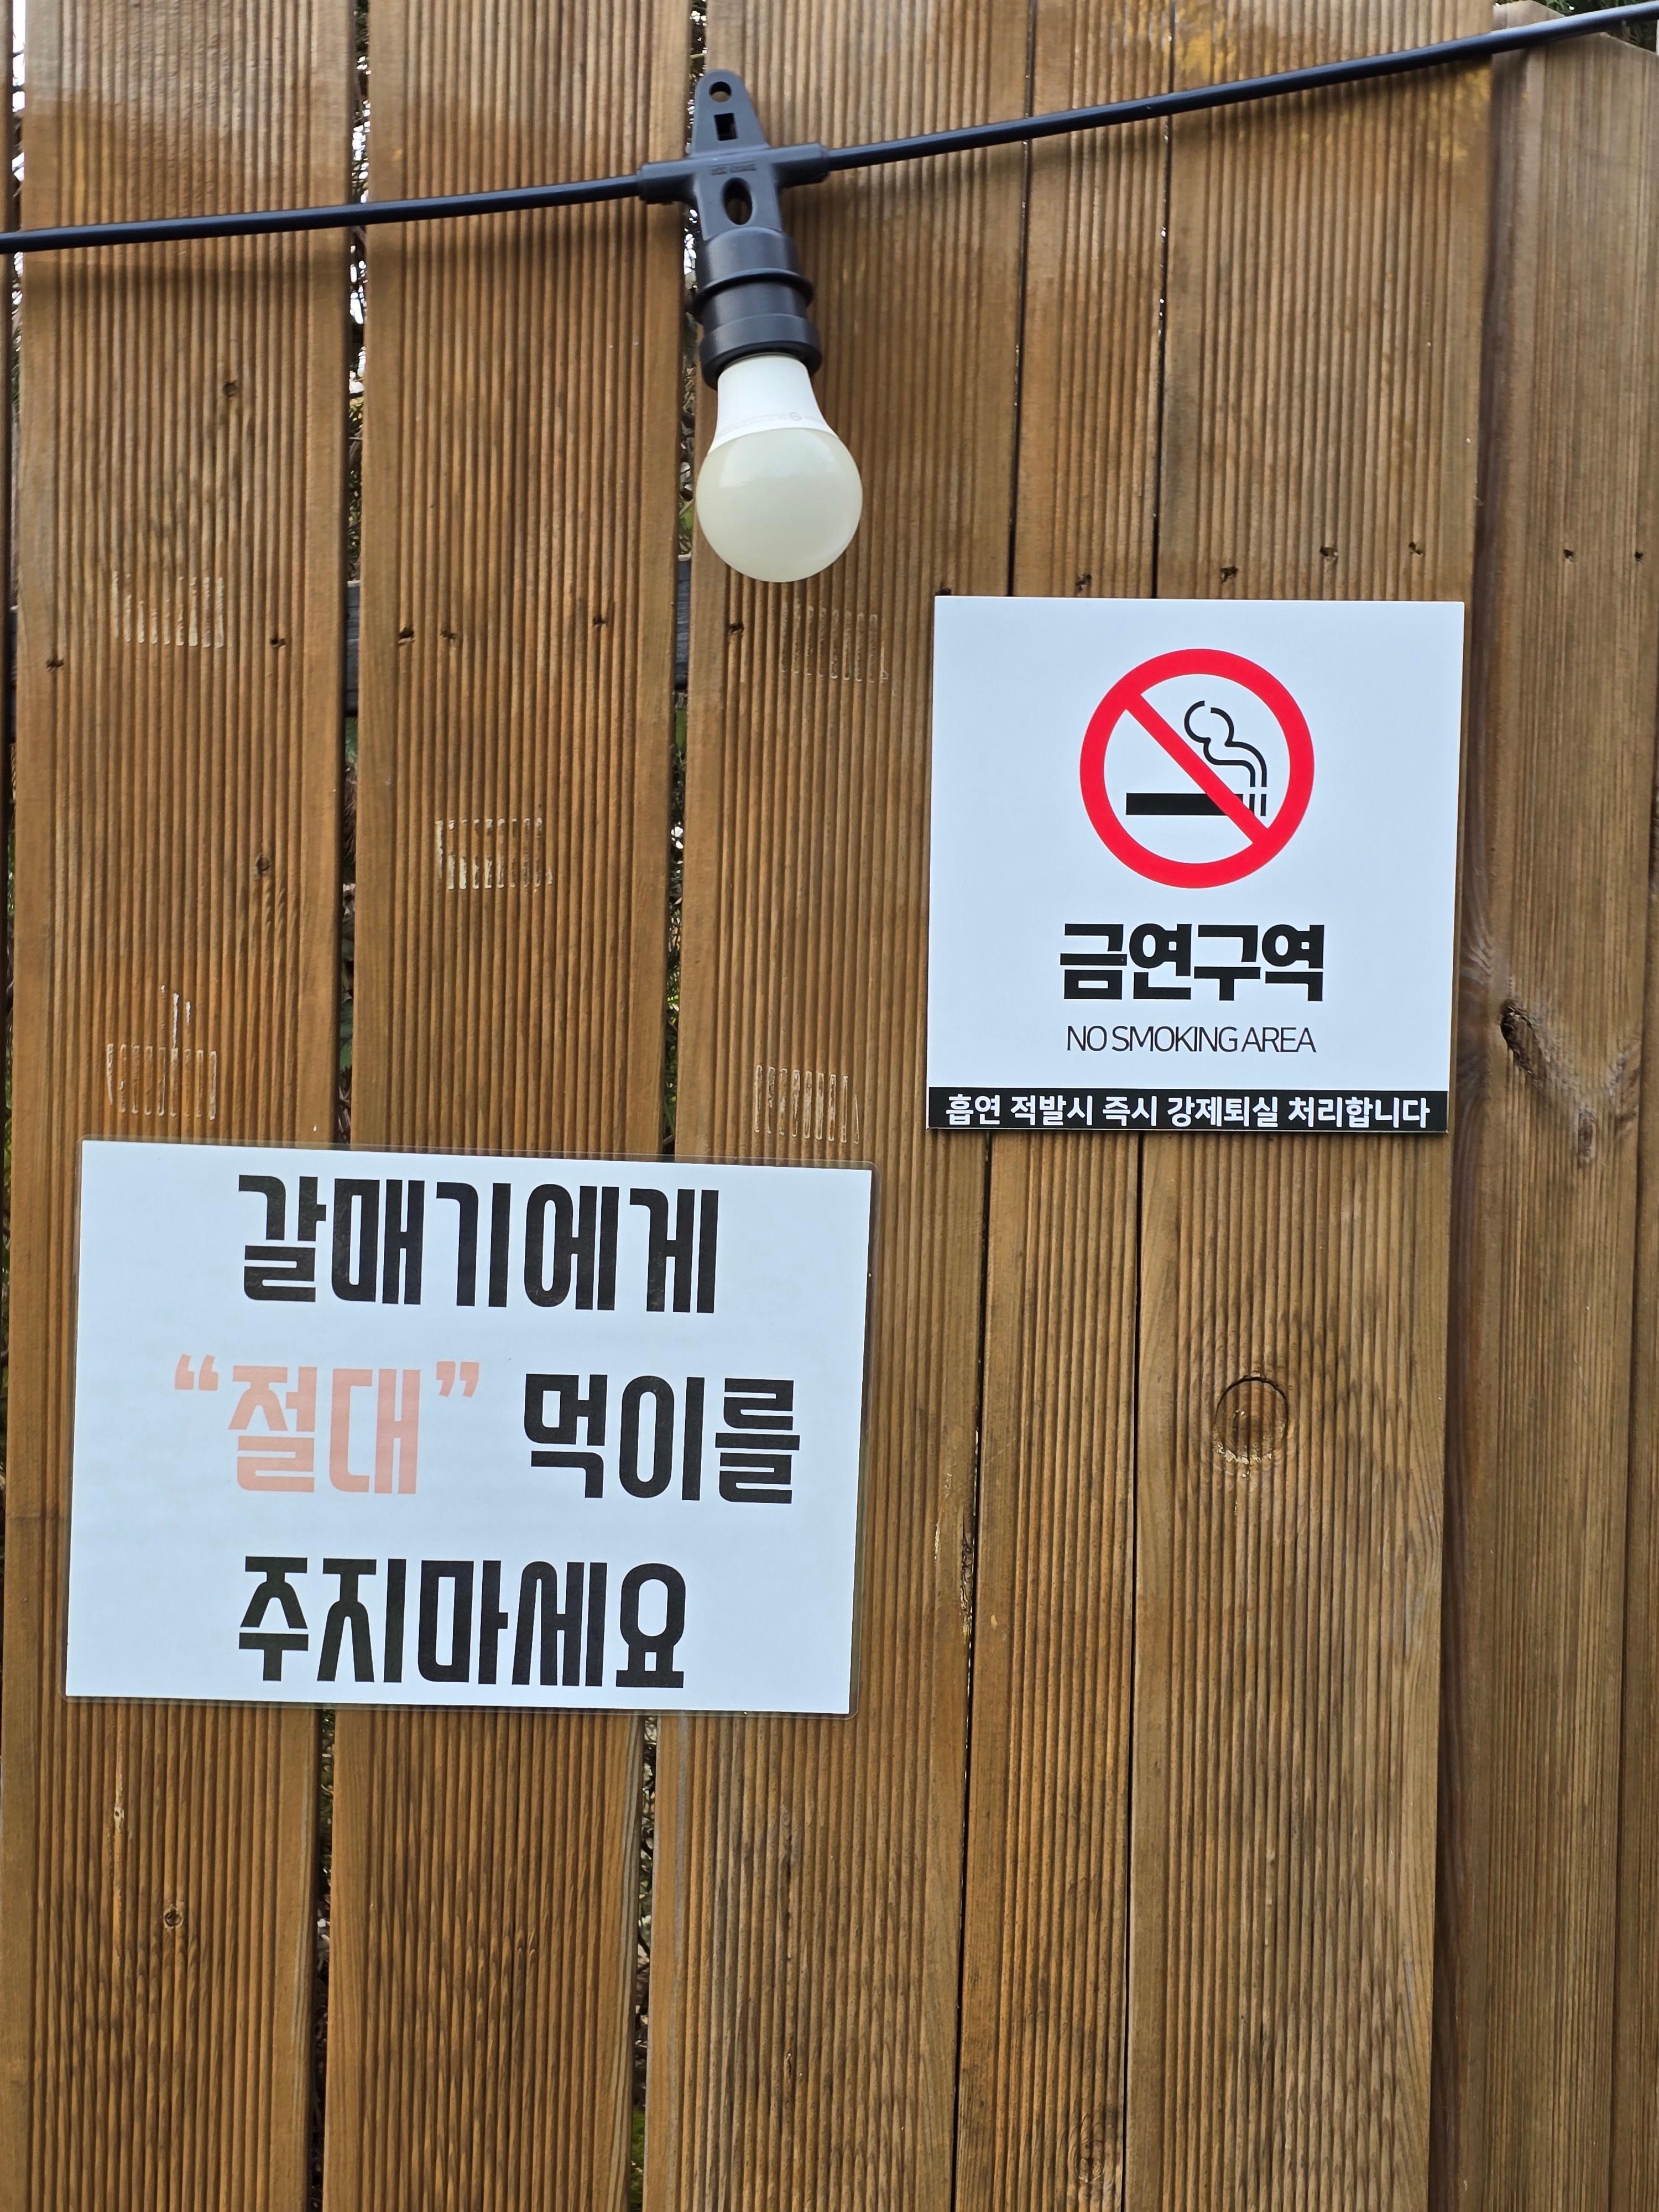 금연구역
NO SMOKING AREA
흡연 적발시 즉시 강제퇴실 처리합니다
갈매기에게
“절대” 먹이를
주지마세요